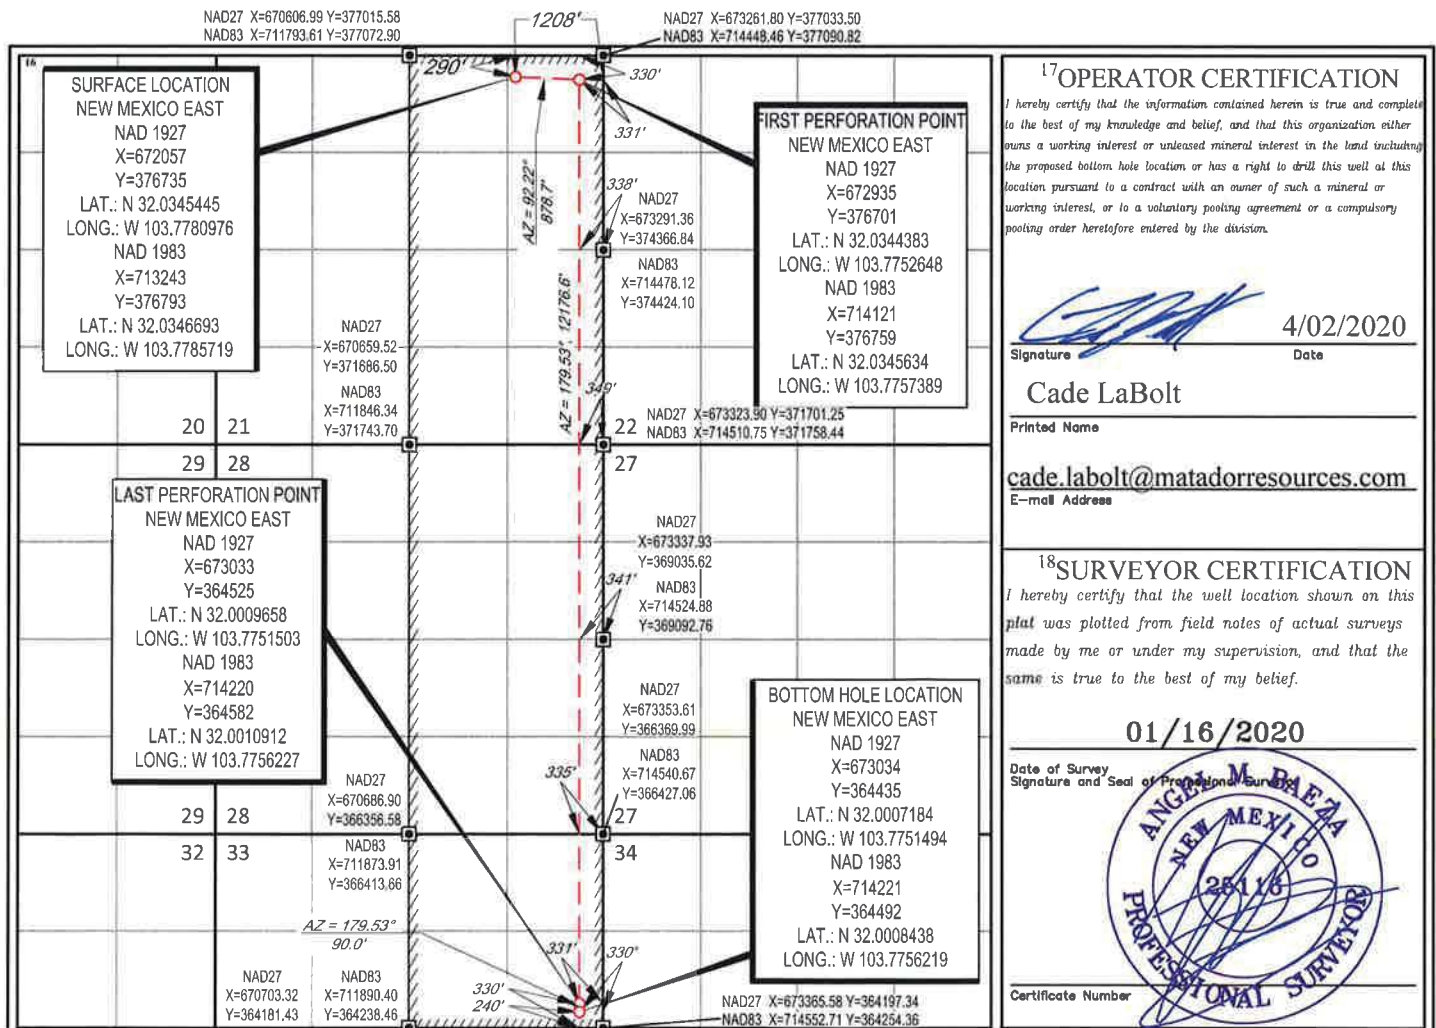 NAD27 X=670606.99 Y=377015.58
NAD83 X=711793.61 Y=377072.90
1208'
NAD27 X=673261.80 Y=377033.50
NAD83 X=714448.46 Y=377090.82
16
290'
330'
331'
SURFACE LOCATION
NEW MEXICO EAST
NAD 1927
X=672057
Y=376735
LAT.: N 32.0345445
LONG.: W 103.7780976
NAD 1983
X=713243
Y=376793
LAT.: N 32.0346693
LONG.: W 103.7785719
AZ = 92.22°
878.7'
FIRST PERFORATION POINT
NEW MEXICO EAST
NAD 1927
X=672935
Y=376701
LAT.: N 32.0344383
LONG.: W 103.7752648
NAD 1983
X=714121
Y=376759
LAT.: N 32.0345634
LONG.: W 103.7757389
338'
NAD27
X=673291.36
Y=374366.84
NAD83
X=714478.12
Y=374424.10
AZ = 179.53°, 12176.6'
NAD27
X=670659.52
Y=371686.50
NAD83
X=711846.34
Y=371743.70
349'
NAD27 X=673323.90 Y=371701.25
NAD83 X=714510.75 Y=371758.44
20 21
22
29 28
27
LAST PERFORATION POINT
NEW MEXICO EAST
NAD 1927
X=673033
Y=364525
LAT.: N 32.0009658
LONG.: W 103.7751503
NAD 1983
X=714220
Y=364582
LAT.: N 32.0010912
LONG.: W 103.7756227
NAD27
X=673337.93
Y=369035.62
341'
NAD83
X=714524.88
Y=369092.76
NAD27
X=673353.61
Y=366369.99
NAD83
X=714540.67
Y=366427.06
335'
NAD27
X=670686.90
Y=366356.58
29 28
27
32 33
34
NAD83
X=711873.91
Y=366413.66
BOTTOM HOLE LOCATION
NEW MEXICO EAST
NAD 1927
X=673034
Y=364435
LAT.: N 32.0007184
LONG.: W 103.7751494
NAD 1983
X=714221
Y=364492
LAT.: N 32.0008438
LONG.: W 103.7756219
AZ = 179.53°
90.0'
331'
330'
330'
240'
NAD27
X=670703.32
Y=364181.43
NAD83
X=711890.40
Y=364238.46
NAD27 X=673365.58 Y=364197.34
NAD83 X=714552.71 Y=364254.36
17 OPERATOR CERTIFICATION
I hereby certify that the information contained herein is true and complete
to the best of my knowledge and belief, and that this organization either
owns a working interest or unleased mineral interest in the land including
the proposed bottom hole location or has a right to drill this well at this
location pursuant to a contract with an owner of such a mineral or
working interest, or to a voluntary pooling agreement or a compulsory
pooling order heretofore entered by the division.
4/02/2020
Signature Date
Cade LaBolt
Printed Name
cade.labolt@matadorresources.com
E-mail Address
18 SURVEYOR CERTIFICATION
I hereby certify that the well location shown on this
plat was plotted from field notes of actual surveys
made by me or under my supervision, and that the
same is true to the best of my belief.
01/16/2020
Date of Survey
Signature and Seal of Professional Surveyor
ANGEL M. BAEZA
NEW MEXICO
25116
PROFESSIONAL SURVEYOR
Certificate Number